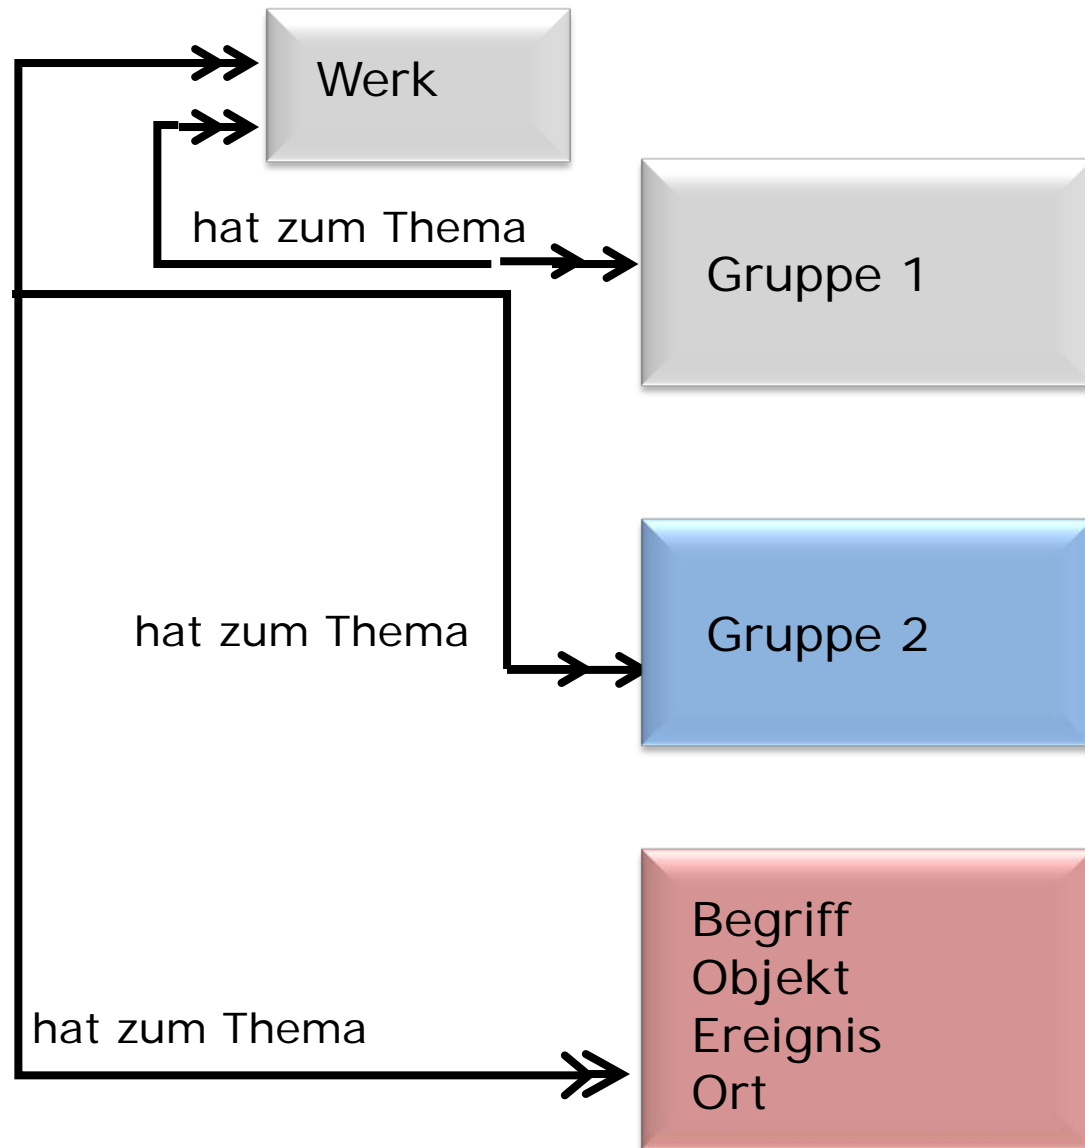 Werk
hat zum Thema
Gruppe 1
hat zum Thema
Gruppe 2
Begriff
Objekt
Ereignis
Ort
hat zum Thema